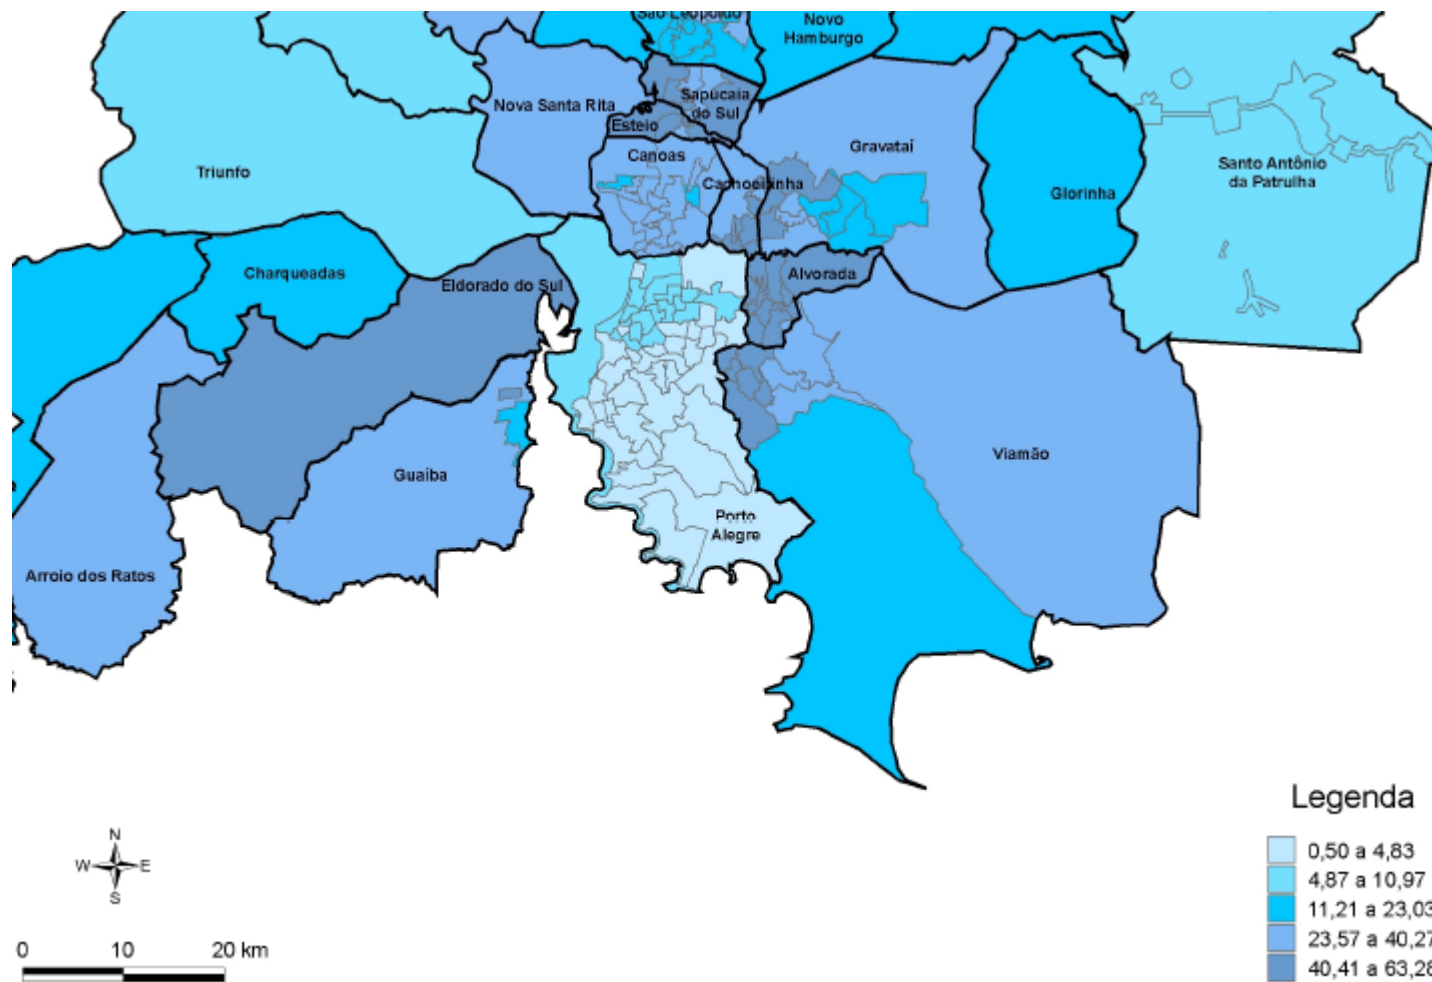 São Leopoldo
Novo
Hamburgo
Nova Santa Rita
Sapucaia
do Sul
Esteio
Canoas
Gravataí
Cachoeirinha
Triunfo
Glorinha
Santo Antônio
da Patrulha
Charqueadas
Eldorado do Sul
Alvorada
Guaíba
Viamão
Porto
Alegre
Arroio dos Ratos
Legenda
0,50 a 4,83
4,87 a 10,97
11,21 a 23,03
23,57 a 40,27
40,41 a 63,28
N
W E
S
0 10 20 km